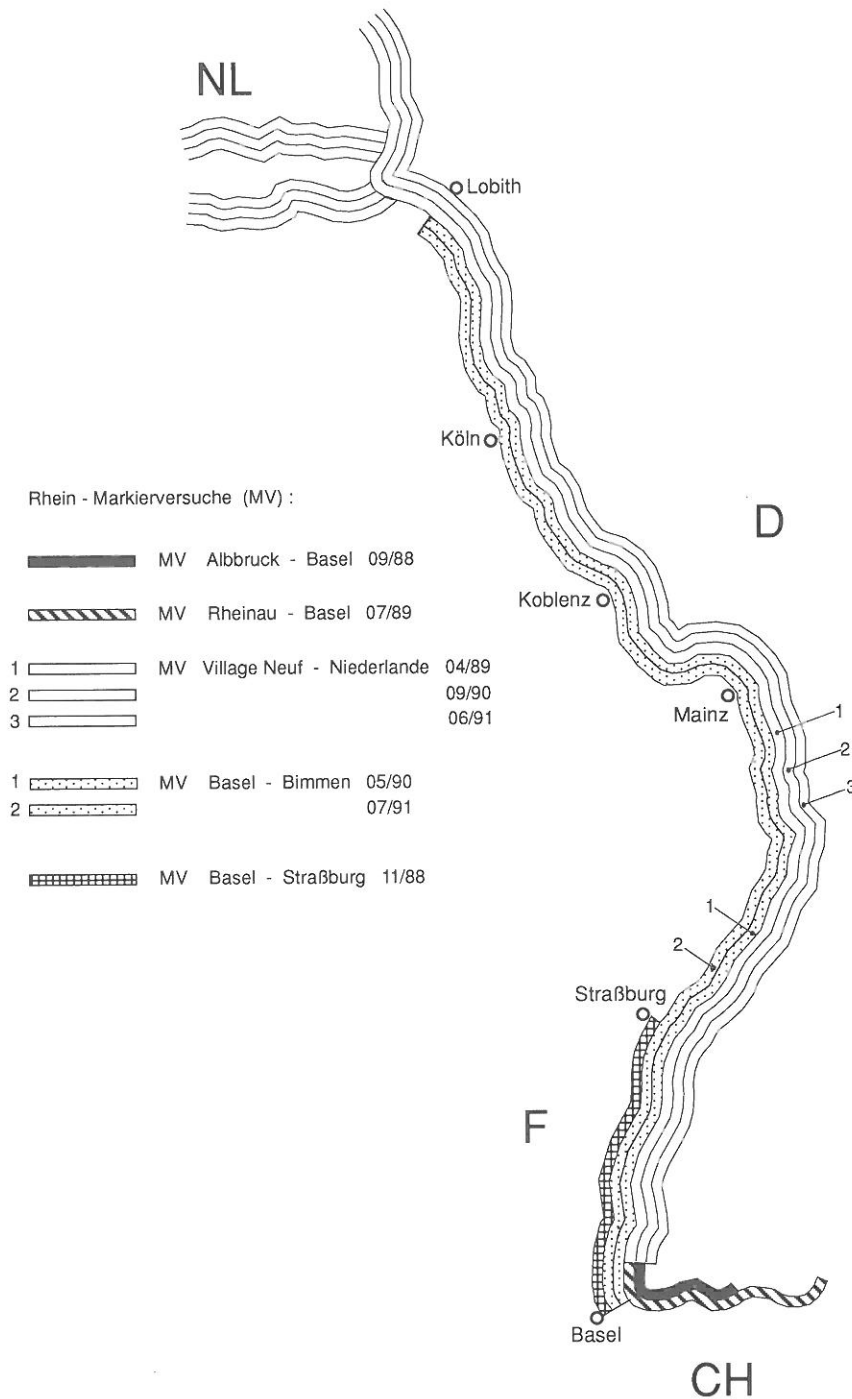 NL
Lobith
Köln
D
Rhein - Markierversuche (MV) :
MV Albbruck - Basel 09/88
Koblenz
MV Rheinau - Basel 07/89
1 MV Village Neuf - Niederlande 04/89
2 09/90
3 06/91
Mainz
1
2
3
1 MV Basel - Bimmen 05/90
2 07/91
MV Basel - Straßburg 11/88
1
2
Straßburg
F
Basel
CH